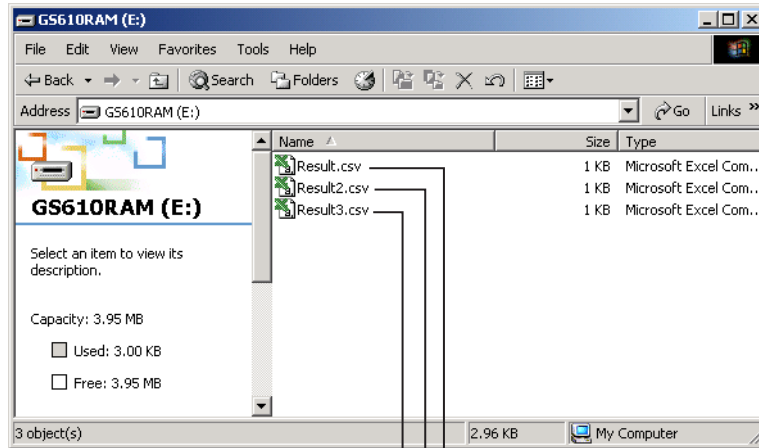 GS610RAM (E:)
File Edit View Favorites Tools Help
Back Search Folders
Address GS610RAM (E:) Go Links »
Name Size Type
Result.csv 1 KB Microsoft Excel Com..
Result2.csv 1 KB Microsoft Excel Com..
Result3.csv 1 KB Microsoft Excel Com..
GS610RAM (E:)
Select an item to view its
description.
Capacity: 3.95 MB
Used: 3.00 KB
Free: 3.95 MB
3 object(s) 2.96 KB My Computer